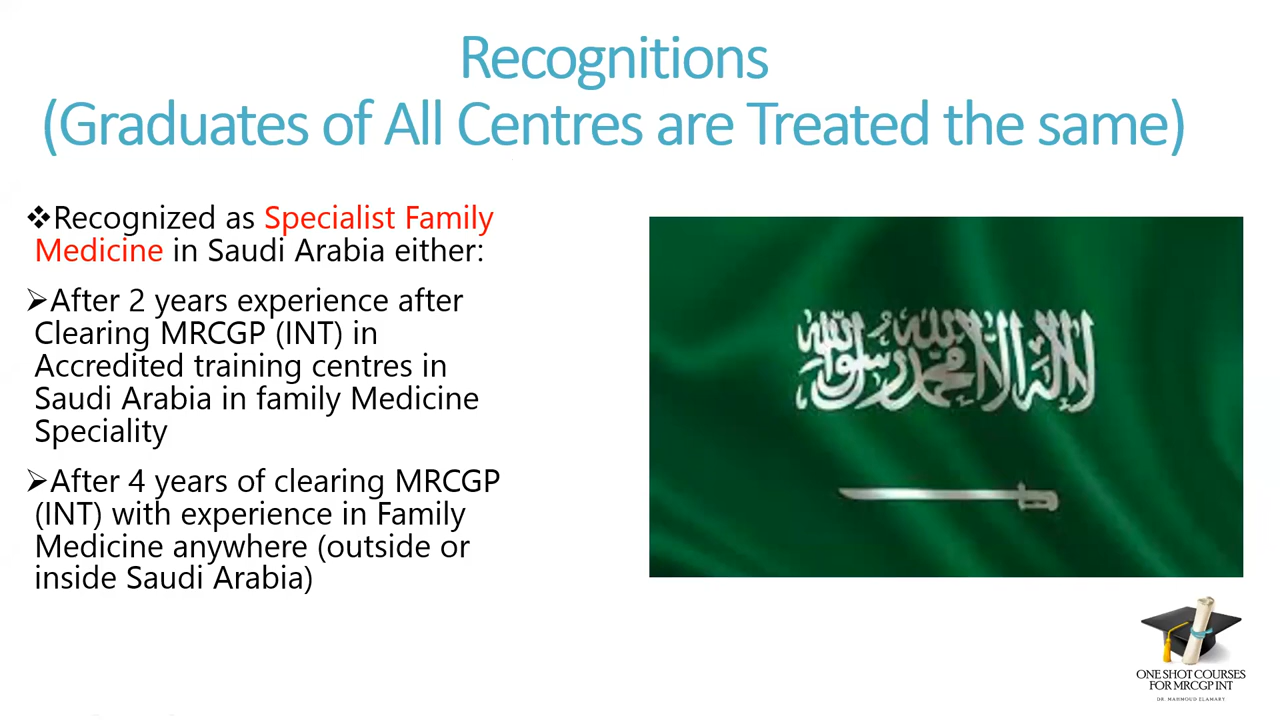 Recognitions
(Graduates of All Centres are Treated the same)
❖Recognized as Specialist Family
Medicine in Saudi Arabia either:
➢After 2 years experience after
Clearing MRCGP (INT) in
Accredited training centres in
Saudi Arabia in family Medicine
Speciality
➢After 4 years of clearing MRCGP
(INT) with experience in Family
Medicine anywhere (outside or
inside Saudi Arabia)
لا إله إلا الله محمد رسول الله
ONE SHOT COURSES
FOR MRCGP INT
DR. MAHMOUD ELAMARY